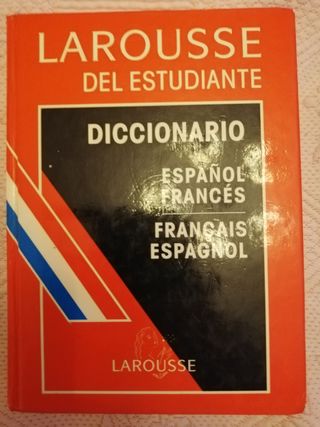 LAROUSSE
DEL ESTUDIANTE
DICCIONARIO
ESPAÑOL
FRANCÉS
FRANÇAIS
ESPAGNOL
LAROUSSE